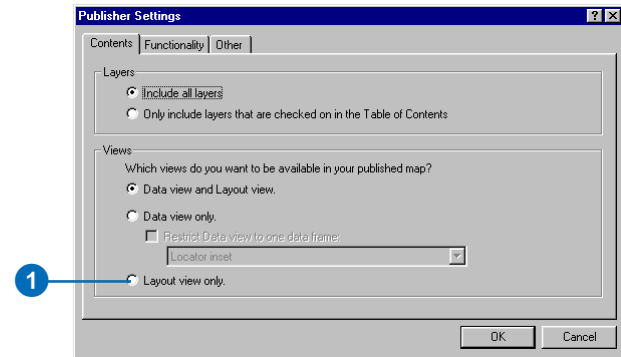 Publisher Settings
Contents Functionality Other
Layers
Include all layers
Only include layers that are checked on in the Table of Contents
Views
Which views do you want to be available in your published map?
Data view and Layout view.
Data view only.
Restrict Data view to one data frame:
Locator inset
1 Layout view only.
OK Cancel